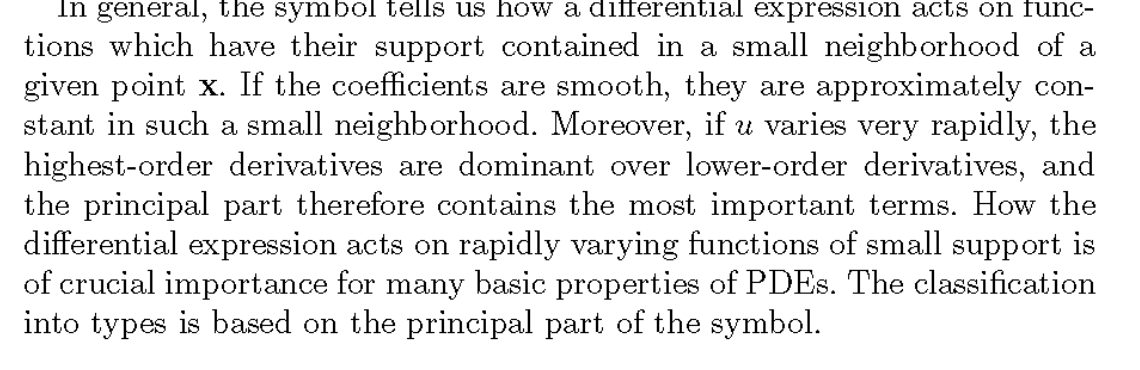 In general, the symbol tells us how a differential expression acts on func-
tions which have their support contained in a small neighborhood of a
given point x. If the coefficients are smooth, they are approximately con-
stant in such a small neighborhood. Moreover, if u varies very rapidly, the
highest-order derivatives are dominant over lower-order derivatives, and
the principal part therefore contains the most important terms. How the
differential expression acts on rapidly varying functions of small support is
of crucial importance for many basic properties of PDEs. The classification
into types is based on the principal part of the symbol.